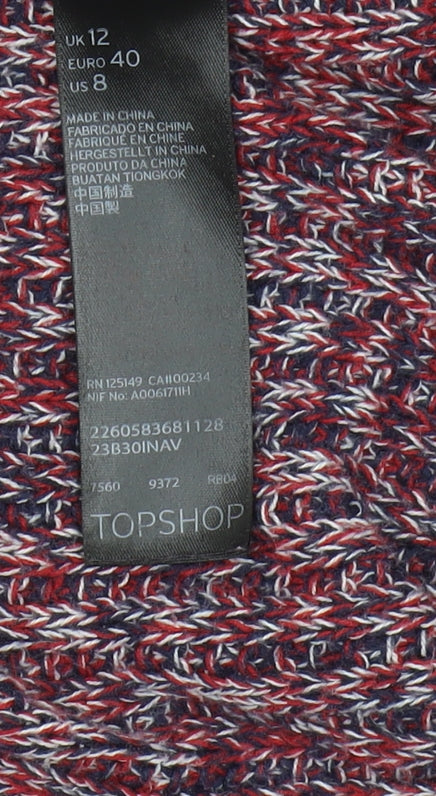 UK 12
EURO 40
US 8
MADE IN CHINA
FABRICADO EN CHINA
FABRIQUÉ EN CHINE
HERGESTELLT IN CHINA
PRODUTO DA CHINA
BUATAN TIONGKOK
中国制造
中国製
RN 125149 CA1100234
NIF No: A0061711H
2260583681128
23B30INAV
7560 9372 RB04
TOPSHOP